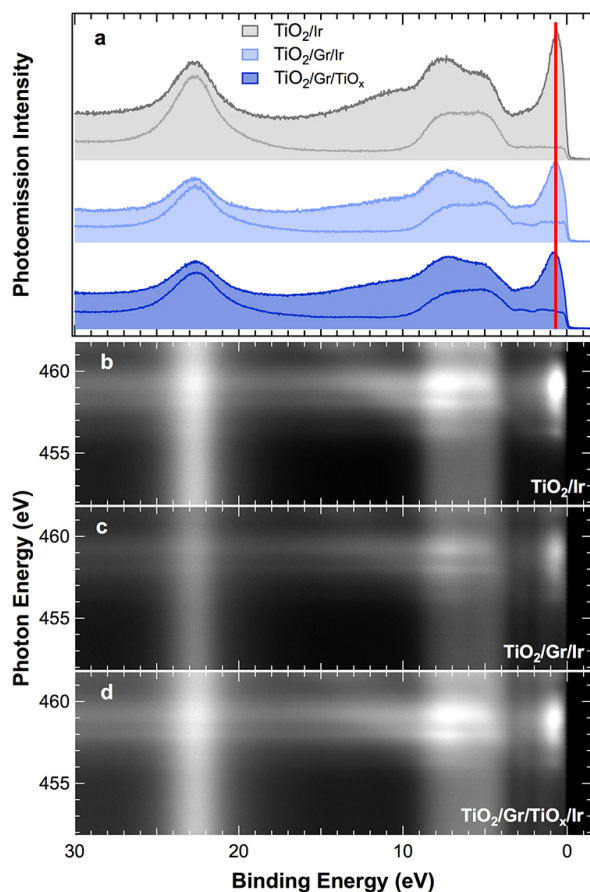 a
TiO₂/Ir
TiO₂/Gr/Ir
TiO₂/Gr/TiOₓ
Photoemission Intensity
b
460
455
TiO₂/Ir
c
460
455
TiO₂/Gr/Ir
d
460
455
TiO₂/Gr/TiOₓ/Ir
Photon Energy (eV)
30 20 10 0
Binding Energy (eV)